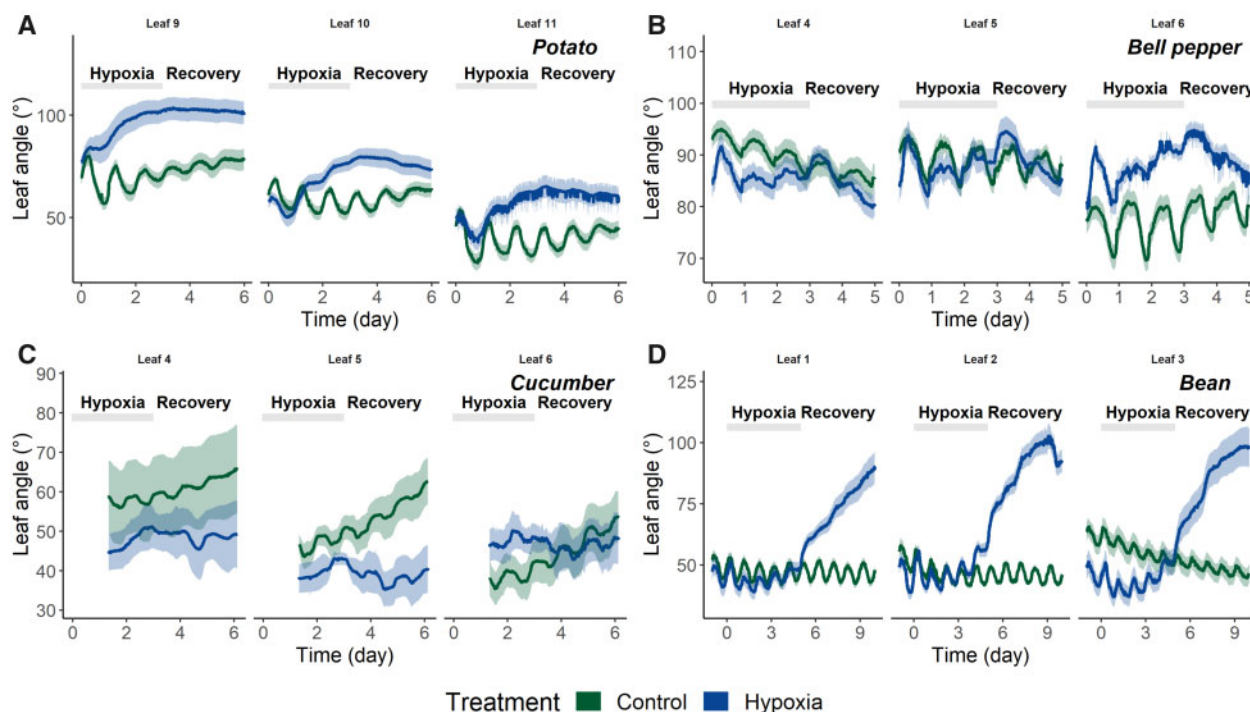 A
Leaf 9 Leaf 10 Leaf 11
Potato
Hypoxia Recovery Hypoxia Recovery Hypoxia Recovery
Leaf angle (°)
100
50
0 2 4 6 0 2 4 6 0 2 4 6
Time (day)
B
Leaf 4 Leaf 5 Leaf 6
Bell pepper
Hypoxia Recovery Hypoxia Recovery Hypoxia Recovery
Leaf angle (°)
110
100
90
80
70
0 1 2 3 4 5 0 1 2 3 4 5 0 1 2 3 4 5
Time (day)
C
Leaf 4 Leaf 5 Leaf 6
Cucumber
Hypoxia Recovery Hypoxia Recovery Hypoxia Recovery
Leaf angle (°)
90
80
70
60
50
40
30
0 2 4 6 0 2 4 6 0 2 4 6
Time (day)
D
Leaf 1 Leaf 2 Leaf 3
Bean
Hypoxia Recovery Hypoxia Recovery Hypoxia Recovery
Leaf angle (°)
125
100
75
50
0 3 6 9 0 3 6 9 0 3 6 9
Time (day)
Treatment Control Hypoxia